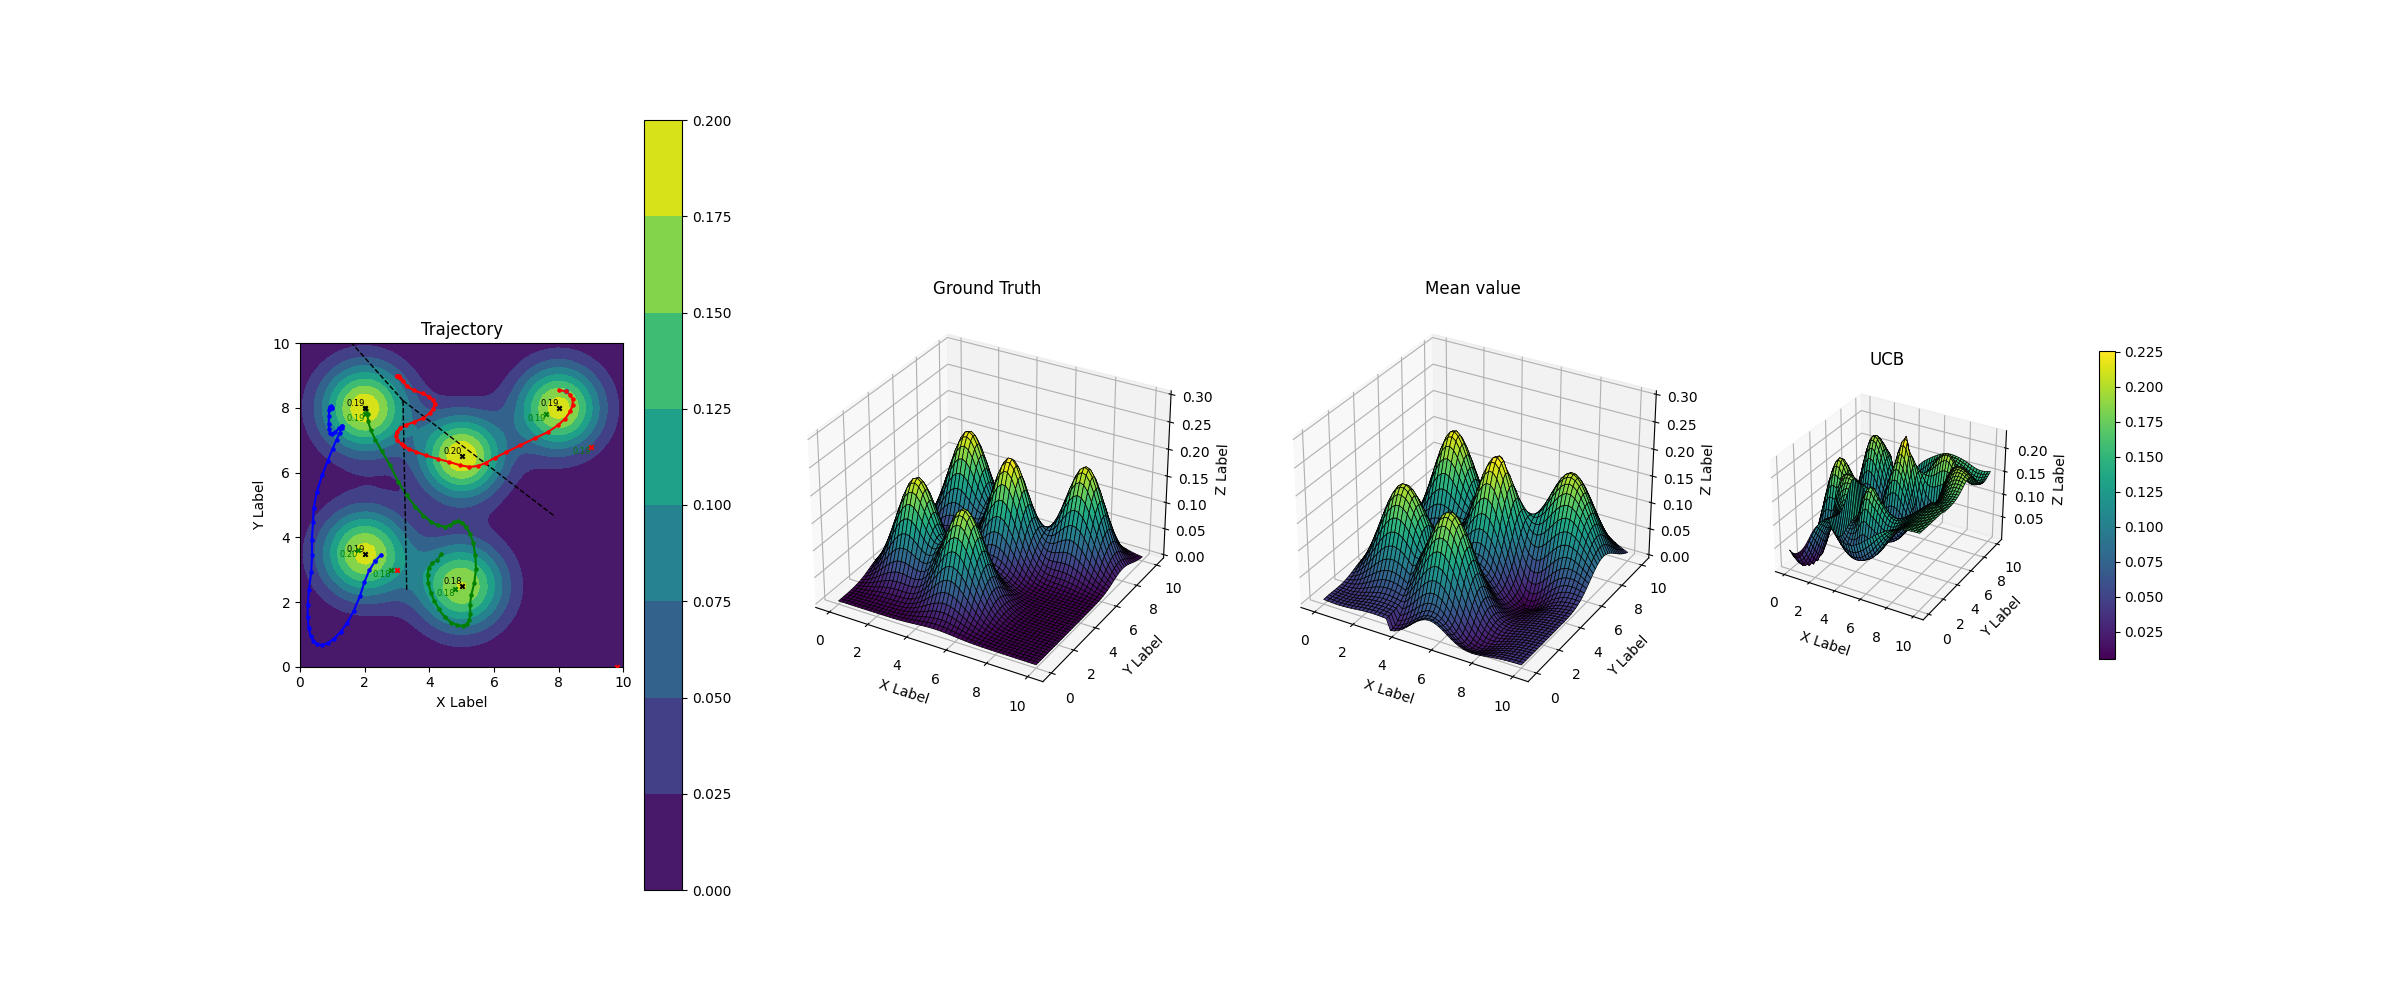 Trajectory
10
8
6
4
2
0
Y Label
0 2 4 6 8 10
X Label
0.19
0.19
0.19
0.19
0.20
0.19
0.20
0.18
0.18
0.18
0.200
0.175
0.150
0.125
0.100
0.075
0.050
0.025
0.000
Ground Truth
0.30
0.25
0.20
0.15
0.10
0.05
0.00
Z Label
0 2 4 6 8 10
X Label
0 2 4 6 8 10
Y Label
Mean value
0.30
0.25
0.20
0.15
0.10
0.05
0.00
Z Label
0 2 4 6 8 10
X Label
0 2 4 6 8 10
Y Label
UCB
0.20
0.15
0.10
0.05
Z Label
0 2 4 6 8 10
X Label
0 2 4 6 8 10
Y Label
0.225
0.200
0.175
0.150
0.125
0.100
0.075
0.050
0.025